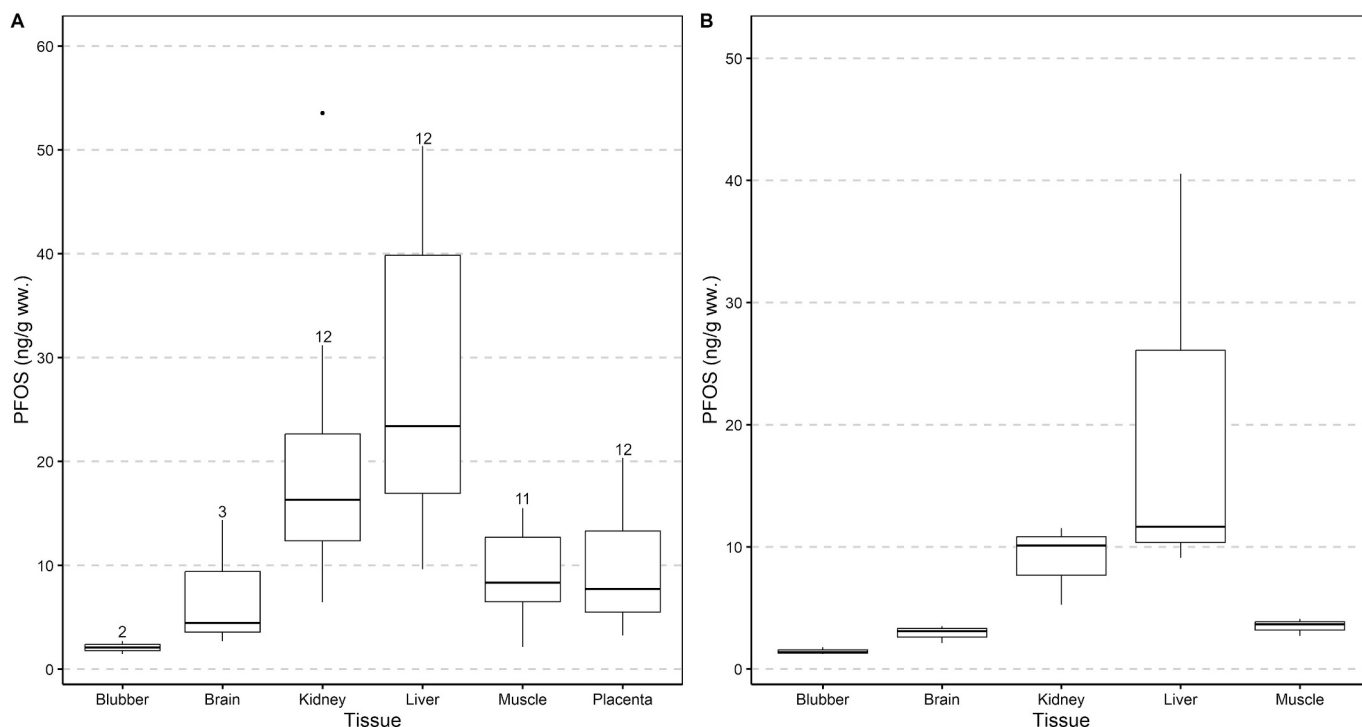 A
PFOS (ng/g ww.)
60
50
40
30
20
10
0
2
3
12
12
11
12
Blubber Brain Kidney Liver Muscle Placenta
Tissue
B
PFOS (ng/g ww.)
50
40
30
20
10
0
Blubber Brain Kidney Liver Muscle
Tissue